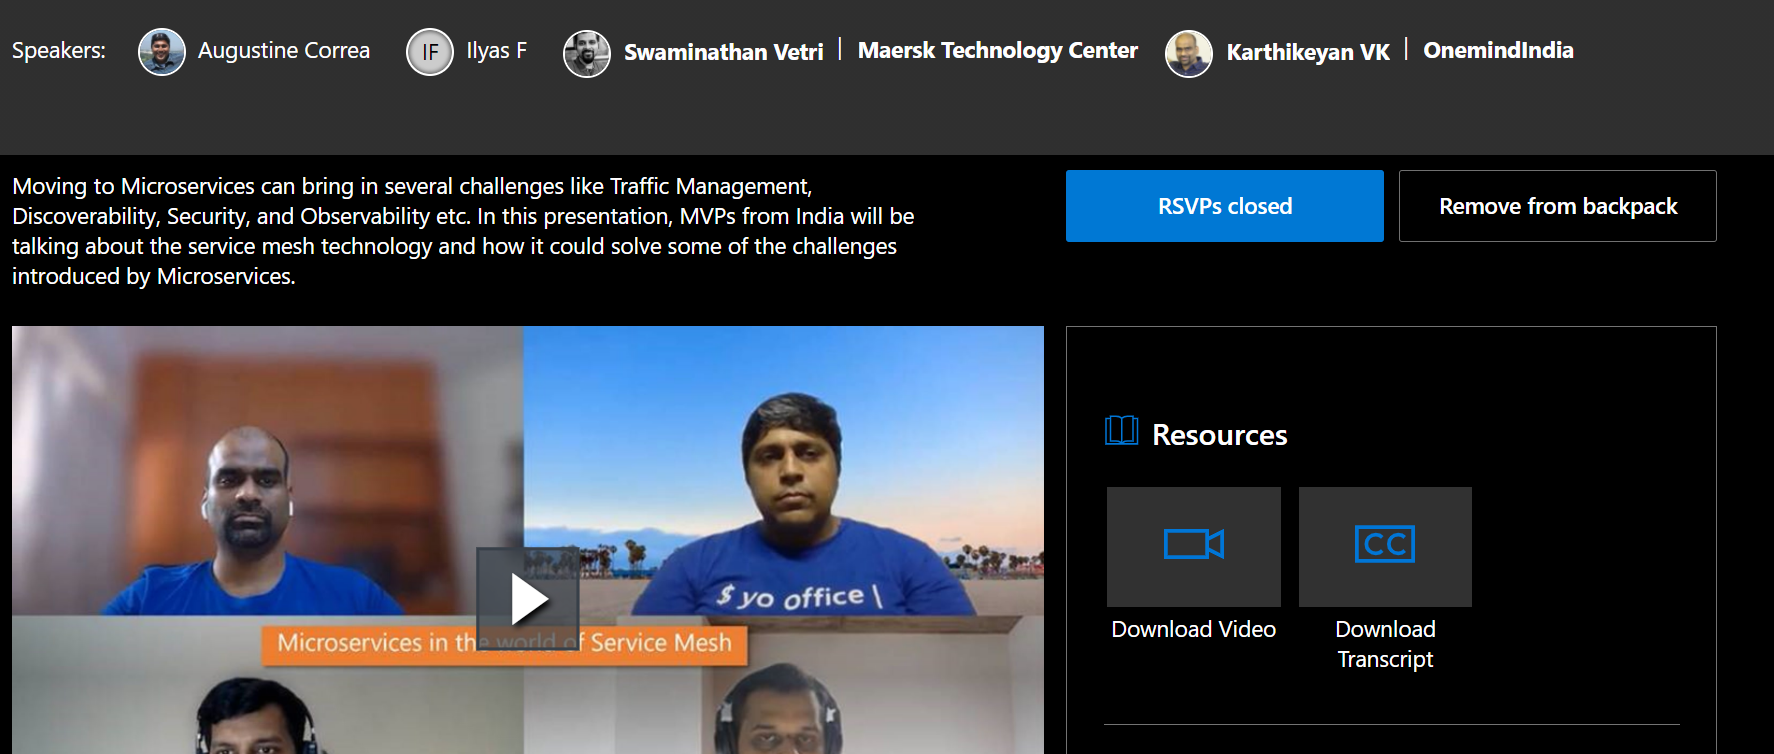 Speakers: Augustine Correa IF Ilyas F Swaminathan Vetri | Maersk Technology Center Karthikeyan VK | OnemindIndia
Moving to Microservices can bring in several challenges like Traffic Management,
Discoverability, Security, and Observability etc. In this presentation, MVPs from India will be
talking about the service mesh technology and how it could solve some of the challenges
introduced by Microservices.
RSVPs closed
Remove from backpack
$ yo office \
Microservices in the world of Service Mesh
Resources
CC
Download Video
Download
Transcript